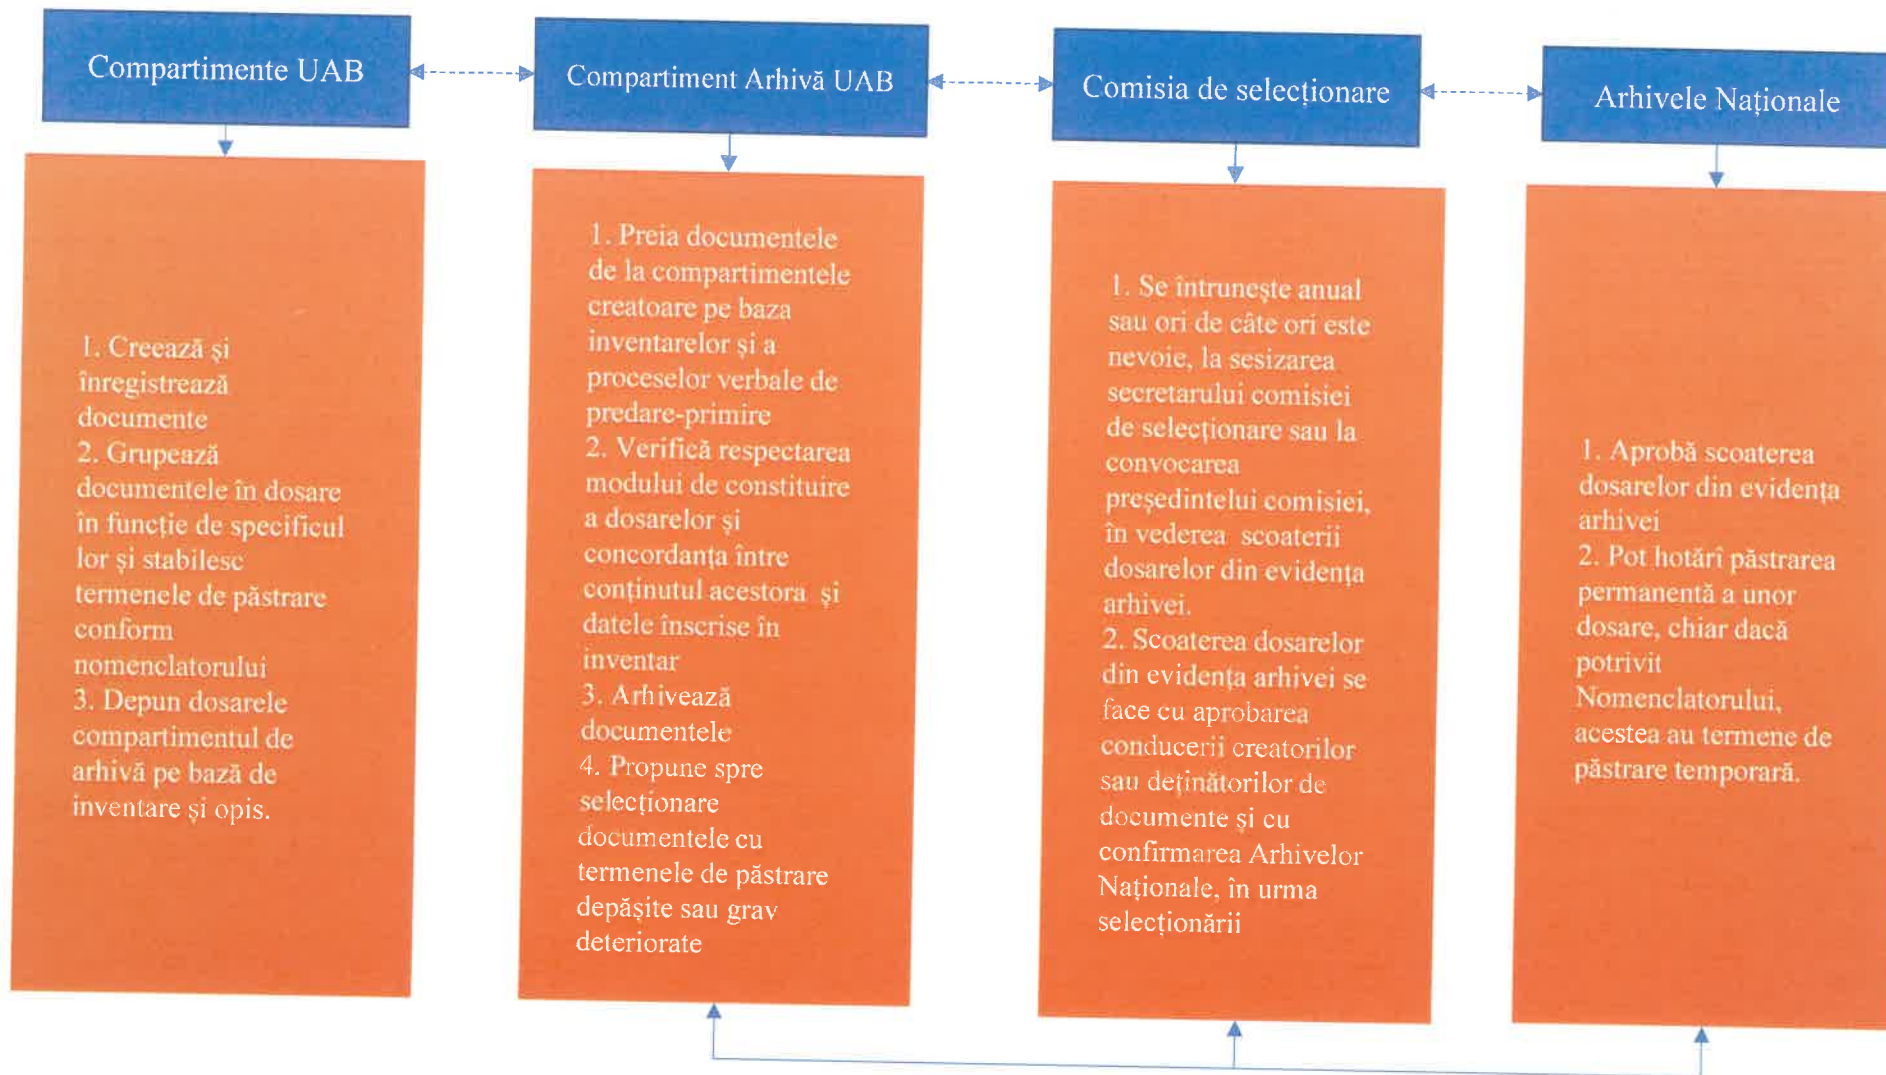 Compartimente UAB
Compartiment Arhivă UAB
Comisia de selecționare
Arhivele Naționale
1. Creează și
înregistrează
documente
2. Grupează
documentele în dosare
în funcție de specificul
lor și stabilesc
termenele de păstrare
conform
nomenclatorului
3. Depun dosarele
compartimentul de
arhivă pe bază de
inventare și opis.
1. Preia documentele
de la compartimentele
creatoare pe baza
inventarelor și a
proceselor verbale de
predare-primire
2. Verifică respectarea
modului de constituire
a dosarelor și
concordanța între
conținutul acestora și
datele înscrise în
inventar
3. Arhivează
documentele
4. Propune spre
selecționare
documentele cu
termenele de păstrare
depășite sau grav
deteriorate
1. Se întrunește anual
sau ori de câte ori este
nevoie, la sesizarea
secretarului comisiei
de selecționare sau la
convocarea
președintelui comisiei,
în vederea scoaterii
dosarelor din evidența
arhivei.
2. Scoaterea dosarelor
din evidența arhivei se
face cu aprobarea
conducerii creatorilor
sau deținătorilor de
documente și cu
confirmarea Arhivelor
Naționale, în urma
selecționării
1. Aprobă scoaterea
dosarelor din evidența
arhivei
2. Pot hotărî păstrarea
permanentă a unor
dosare, chiar dacă
potrivit
Nomenclatorului,
acestea au termene de
păstrare temporară.